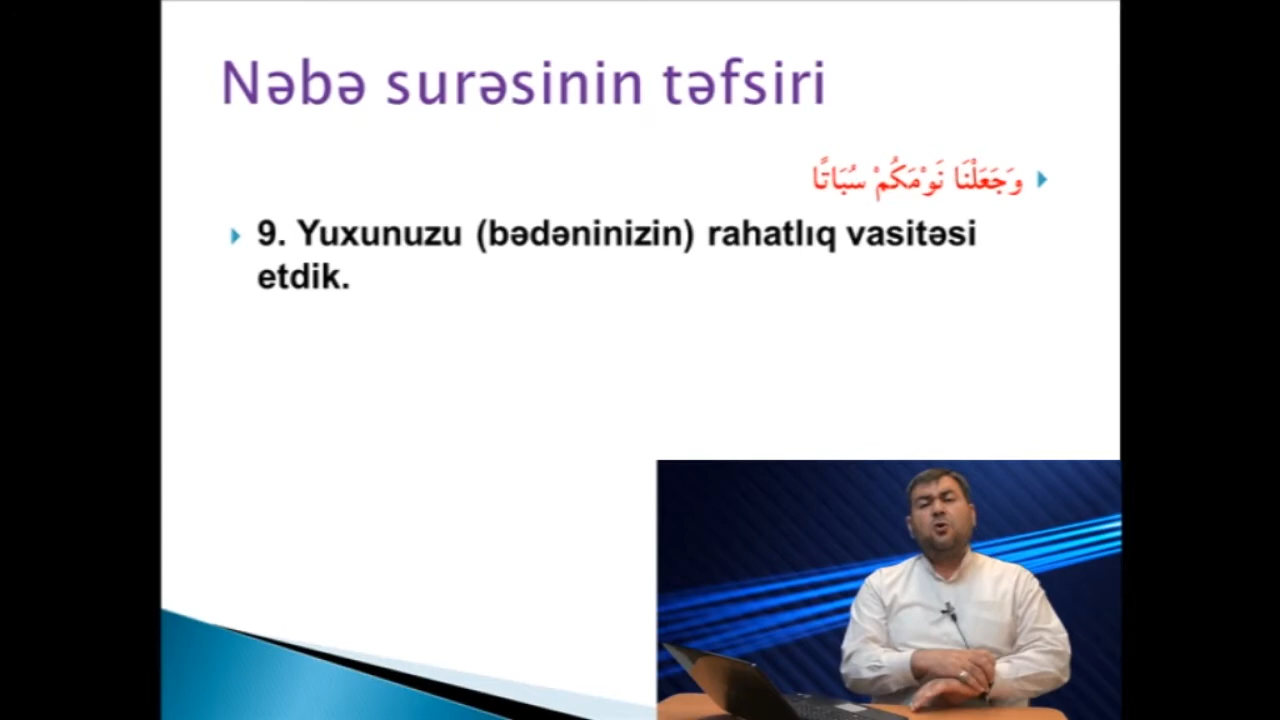 Nəbə surəsinin təfsiri
وَجَعَلْنَا نَوْمَكُمْ سُبَاتًا
9. Yuxunuzu (bədəninizin) rahatlıq vasitəsi
etdik.